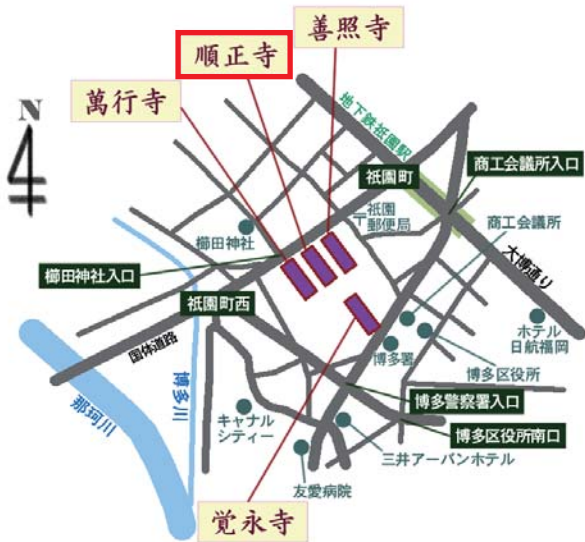 善照寺
順正寺
萬行寺
N
地下鉄祇園駅
祇園町
商工会議所入口
〒祇園
郵便局
商工会議所
櫛田神社
櫛田神社入口
大博通り
祇園町西
国体道路
ホテル
日航福岡
博多署
博多区役所
博多川
那珂川
博多警察署入口
キャナル
シティー
博多区役所南口
三井アーバンホテル
友愛病院
覚永寺